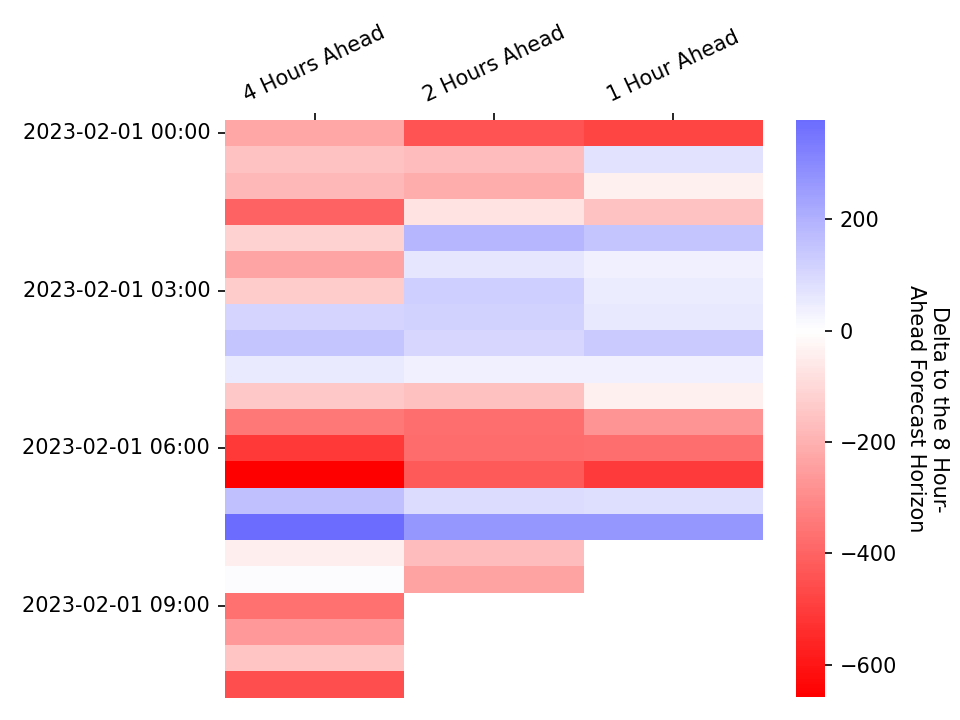 4 Hours Ahead
2 Hours Ahead
1 Hour Ahead
2023-02-01 00:00
2023-02-01 03:00
2023-02-01 06:00
2023-02-01 09:00
200
0
−200
−400
−600
Delta to the 8 Hour-
Ahead Forecast Horizon